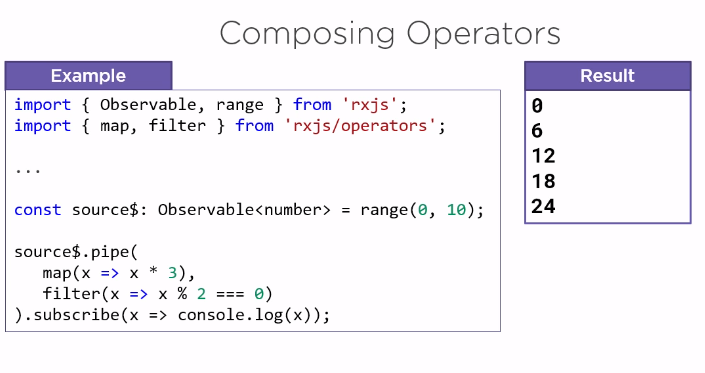 Composing Operators
Example
import { Observable, range } from 'rxjs';
import { map, filter } from 'rxjs/operators';
...
const source$: Observable<number> = range(0, 10);
source$.pipe(
map(x => x * 3),
filter(x => x % 2 === 0)
).subscribe(x => console.log(x));
Result
0
6
12
18
24